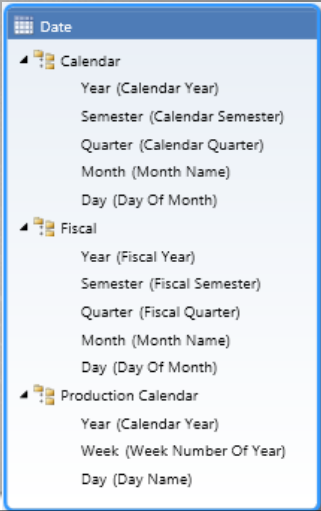 Date
Calendar
Year (Calendar Year)
Semester (Calendar Semester)
Quarter (Calendar Quarter)
Month (Month Name)
Day (Day Of Month)
Fiscal
Year (Fiscal Year)
Semester (Fiscal Semester)
Quarter (Fiscal Quarter)
Month (Month Name)
Day (Day Of Month)
Production Calendar
Year (Calendar Year)
Week (Week Number Of Year)
Day (Day Name)